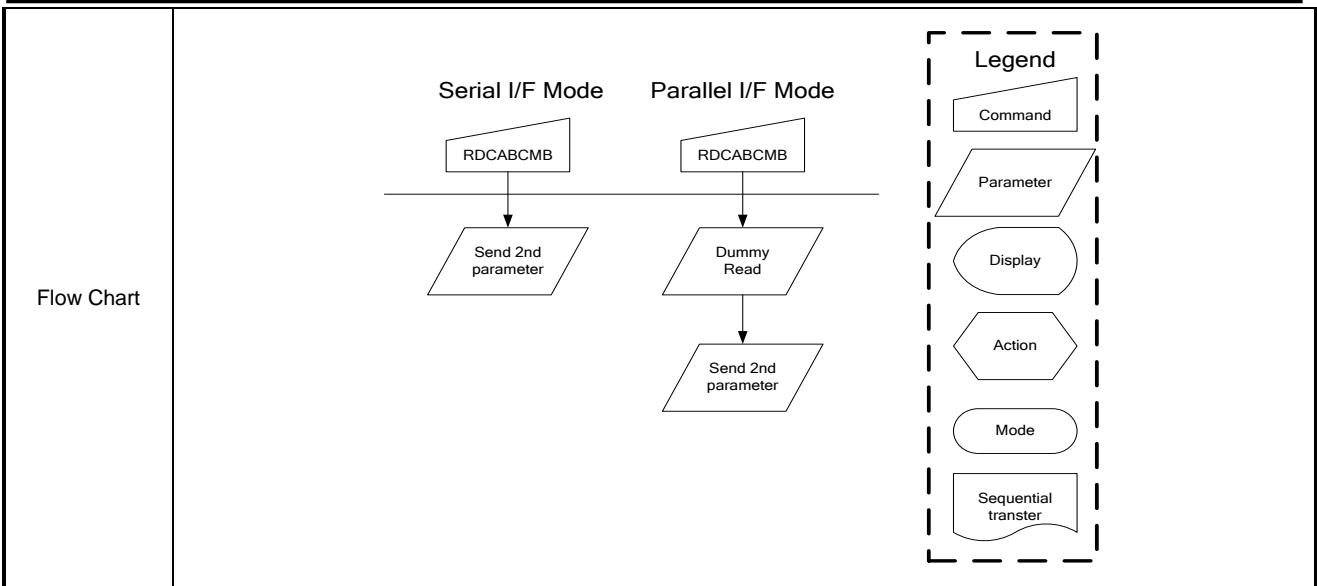 Flow Chart
Serial I/F Mode
RDCABCMB
Send 2nd
parameter
Parallel I/F Mode
RDCABCMB
Dummy
Read
Send 2nd
parameter
Legend
Command
Parameter
Display
Action
Mode
Sequential
transter